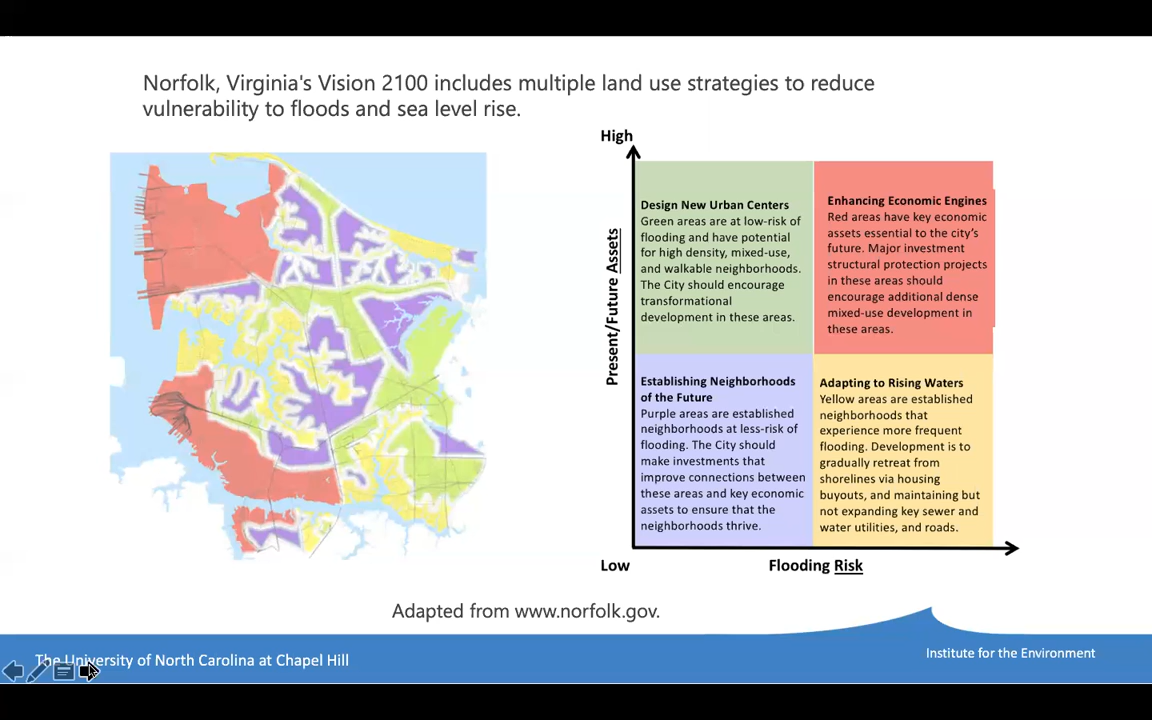 Norfolk, Virginia's Vision 2100 includes multiple land use strategies to reduce
vulnerability to floods and sea level rise.
High
Present/Future Assets
Design New Urban Centers
Green areas are at low-risk of
flooding and have potential
for high density, mixed-use,
and walkable neighborhoods.
The City should encourage
transformational
development in these areas.
Enhancing Economic Engines
Red areas have key economic
assets essential to the city's
future. Major investment
structural protection projects
in these areas should
encourage additional dense
mixed-use development in
these areas.
Establishing Neighborhoods
of the Future
Purple areas are established
neighborhoods at less-risk of
flooding. The City should
make investments that
improve connections between
these areas and key economic
assets to ensure that the
neighborhoods thrive.
Adapting to Rising Waters
Yellow areas are established
neighborhoods that
experience more frequent
flooding. Development is to
gradually retreat from
shorelines via housing
buyouts, and maintaining but
not expanding key sewer and
water utilities, and roads.
Low
Flooding Risk
Adapted from www.norfolk.gov.
The University of North Carolina at Chapel Hill
Institute for the Environment